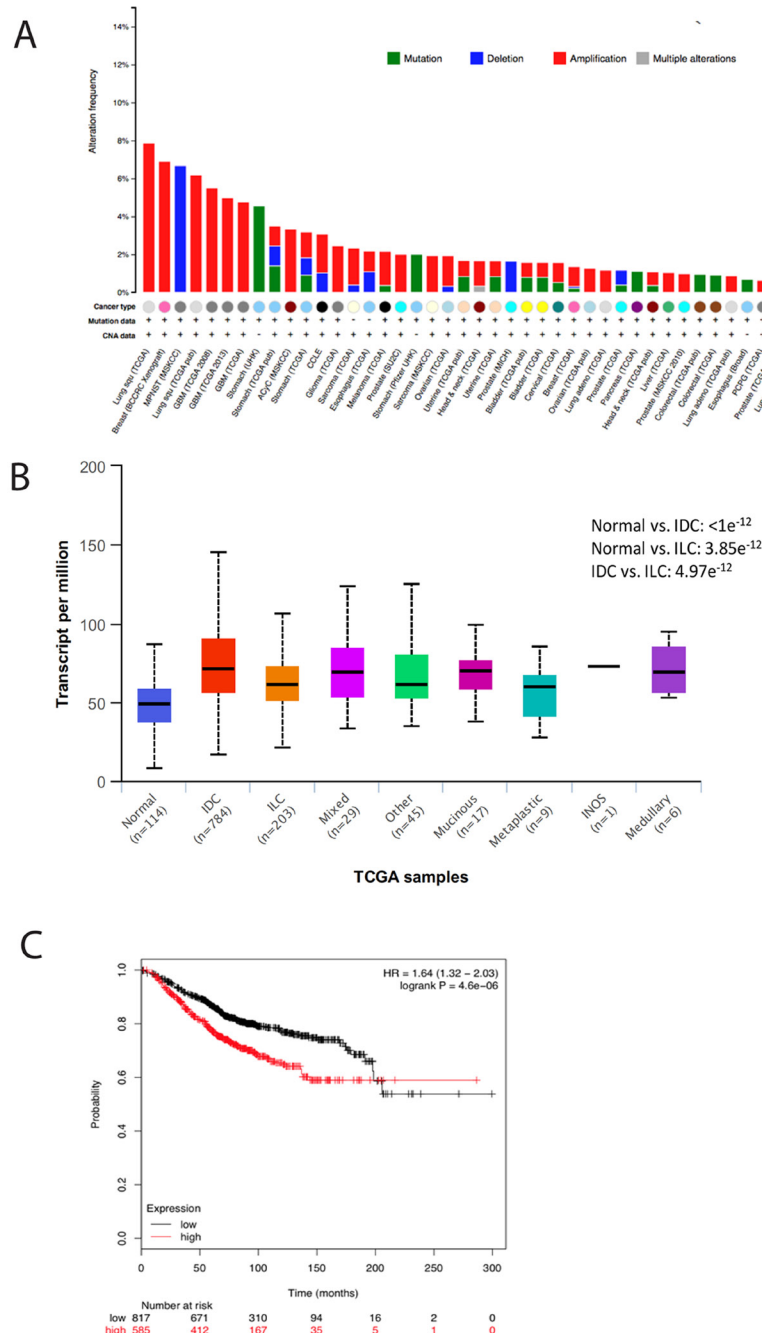 A
14%
12%
10%
8%
6%
4%
2%
0%
Alteration frequency
Mutation Deletion Amplification Multiple alterations
Cancer type
Mutation data
+ + + + + + + + + + + + + - - + + + + + + + + + + + + + + + + + + + + + + + - +
CNA data
Lung squ (TCGA)
Breast (BCCRC Xenograft)
MPNST (MSKCC)
Lung squ (TCGA pub)
GBM (TCGA 2008)
GBM (TCGA 2013)
GBM (TCGA)
Stomach (UHK)
Stomach (TCGA pub)
ACyC (MSKCC)
Stomach (TCGA)
CCLE
Glioma (TCGA)
Sarcoma (TCGA)
Esophagus (TCGA)
Melanoma (TCGA)
Prostate (SU2C)
Stomach (Pfizer UHK)
Sarcoma (MSKCC)
Ovarian (TCGA)
Uterine (TCGA pub)
Head & neck (TCGA)
Uterine (TCGA)
Prostate (MICH)
Bladder (TCGA pub)
Bladder (TCGA)
Cervical (TCGA)
Breast (TCGA)
Ovarian (TCGA pub)
Lung adeno (TCGA)
Prostate (TCGA)
Pancreas (TCGA)
Head & neck (TCGA pub)
Liver (TCGA)
Prostate (MSKCC 2010)
Colorectal (TCGA pub)
Colorectal (TCGA)
Lung adeno (TCGA pub)
Esophagus (Broad)
PCPG (TCGA)
B
200
150
100
50
0
Transcript per million
Normal vs. IDC: <1e-12
Normal vs. ILC: 3.85e-12
IDC vs. ILC: 4.97e-12
Normal
(n=114)
IDC
(n=784)
ILC
(n=203)
Mixed
(n=29)
Other
(n=45)
Mucinous
(n=17)
Metaplastic
(n=9)
INOS
(n=1)
Medullary
(n=6)
TCGA samples
C
HR = 1.64 (1.32 − 2.03)
logrank P = 4.6e−06
1.0
0.8
0.6
0.4
0.2
0.0
Probability
Expression
low
high
0 50 100 150 200 250 300
Time (months)
Number at risk
low 817 671 310 94 16 2 0
high 585 412 167 35 5 1 0